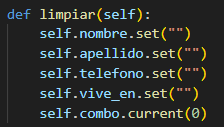 def limpiar(self):
    self.nombre.set("")
    self.apellido.set("")
    self.telefono.set("")
    self.vive_en.set("")
    self.combo.current(0)